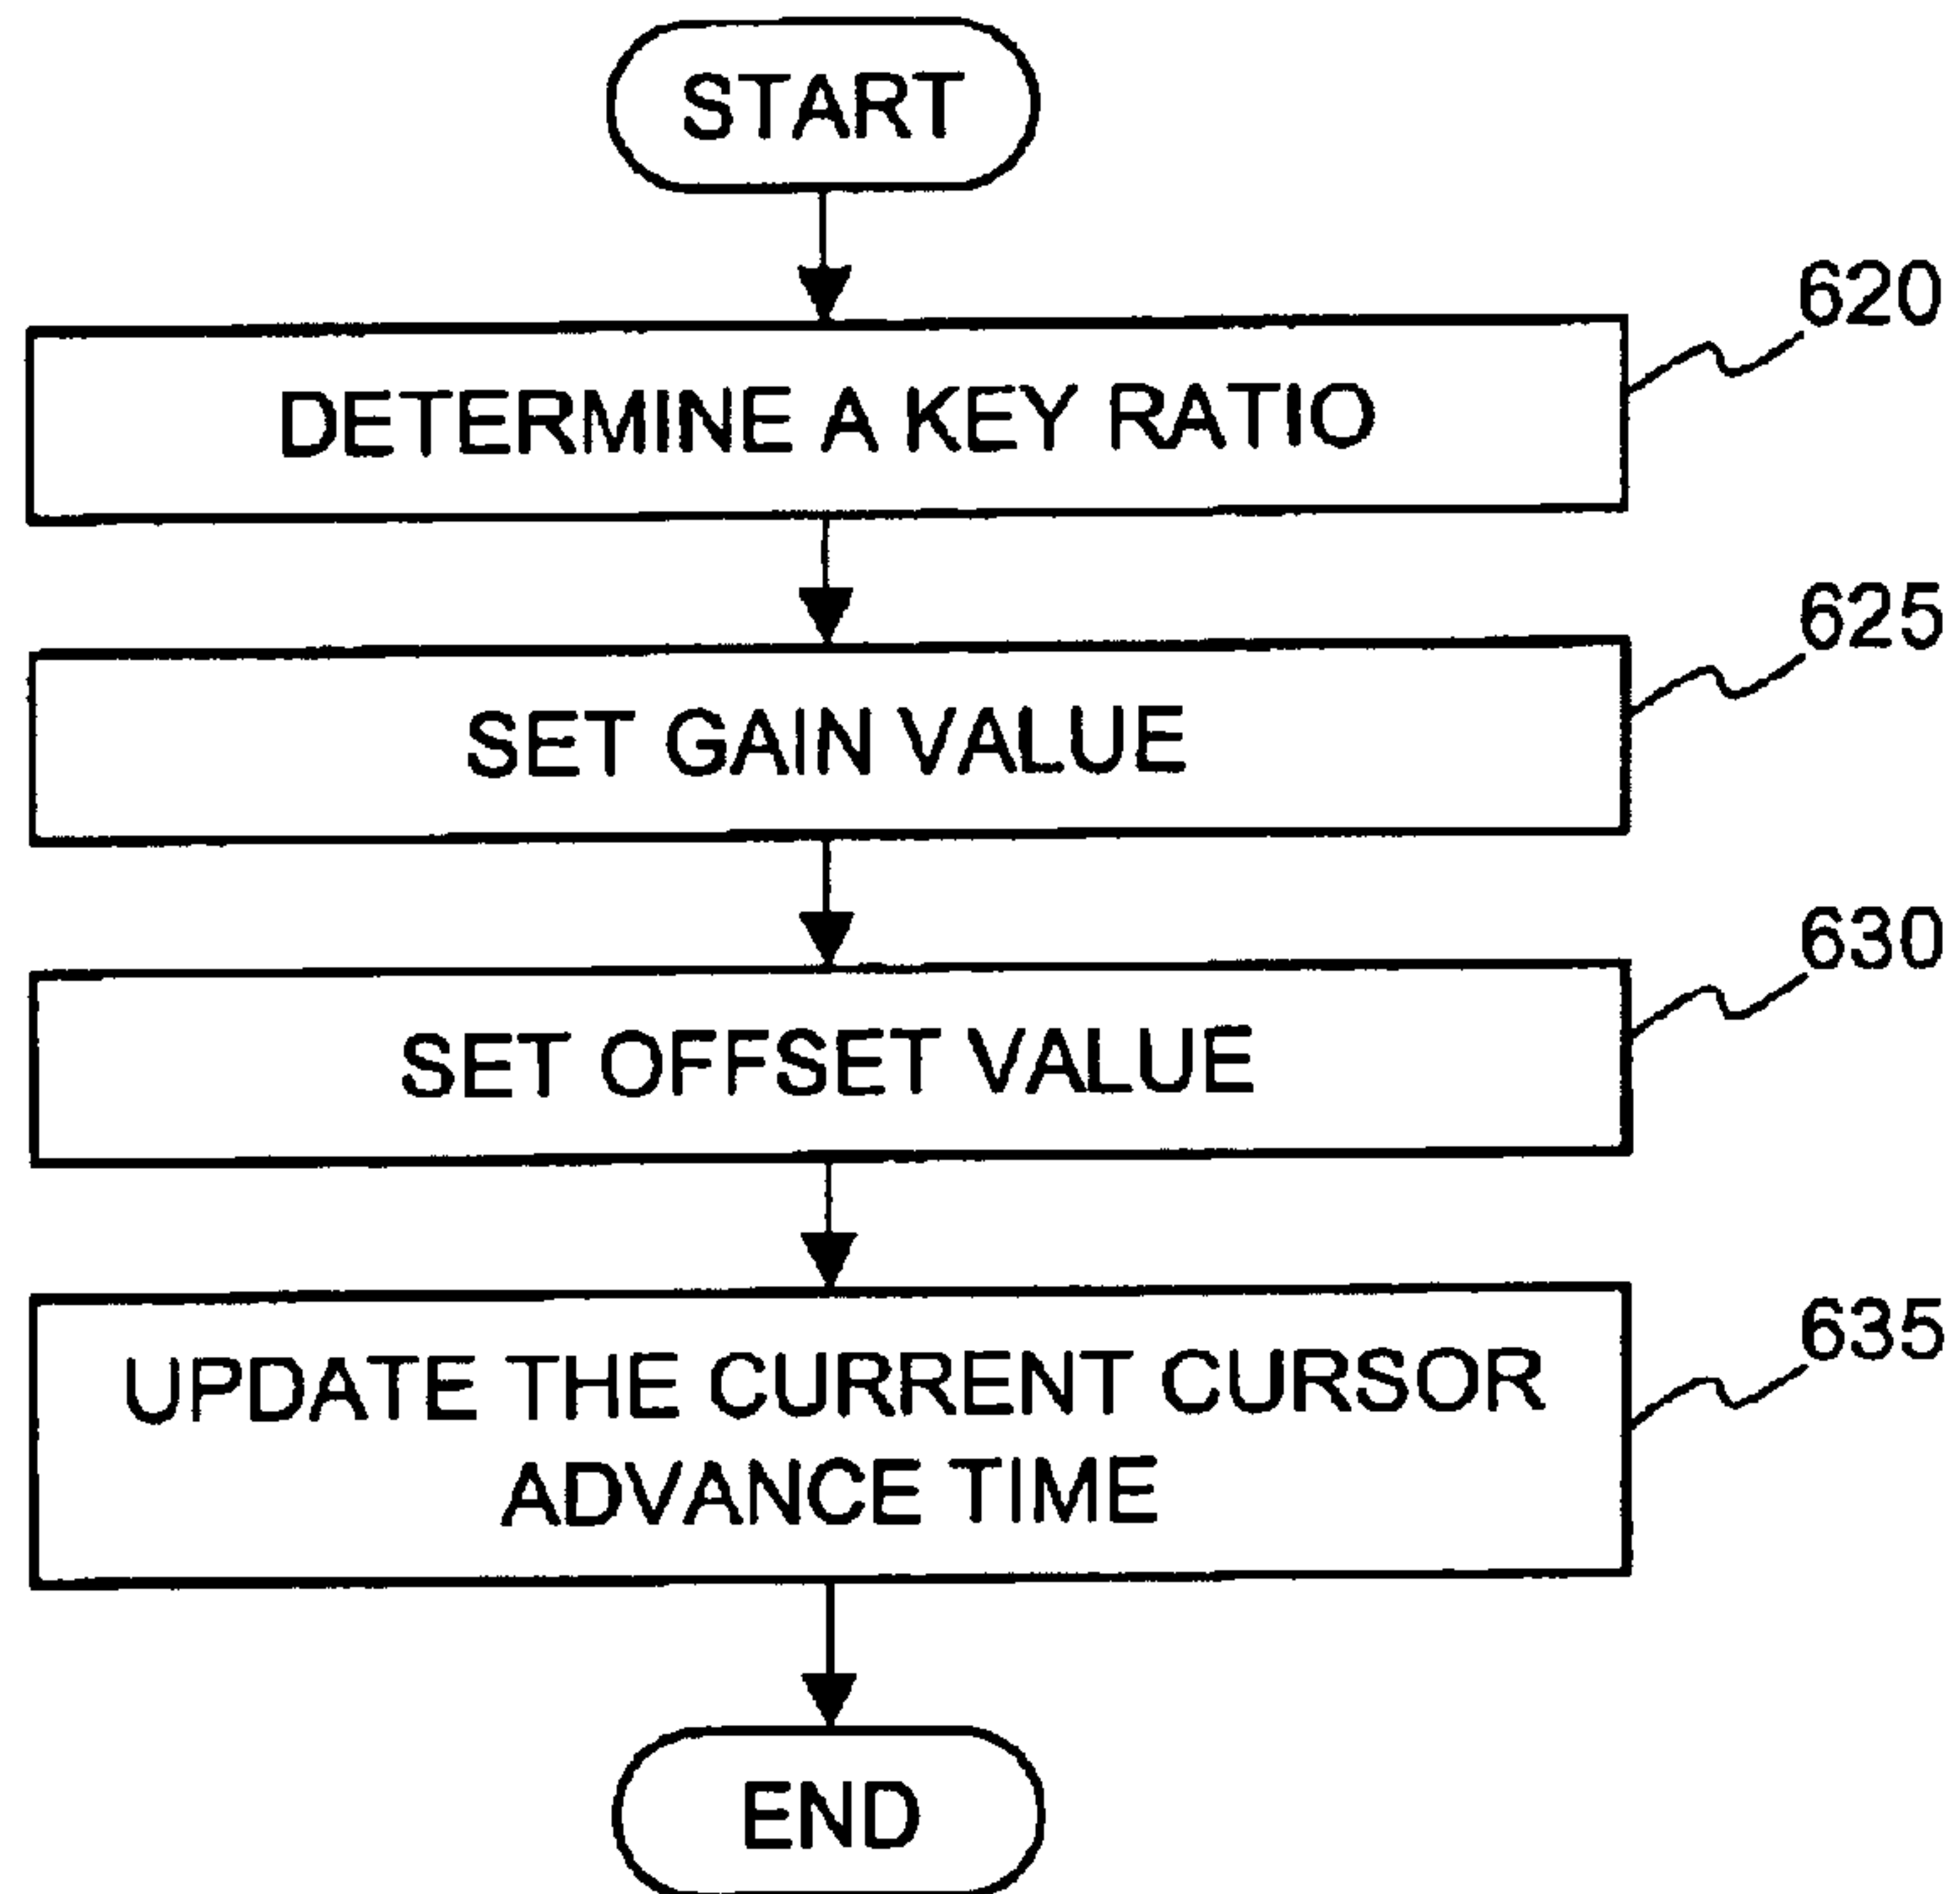 START
620
DETERMINE A KEY RATIO
625
SET GAIN VALUE
630
SET OFFSET VALUE
635
UPDATE THE CURRENT CURSOR
ADVANCE TIME
END